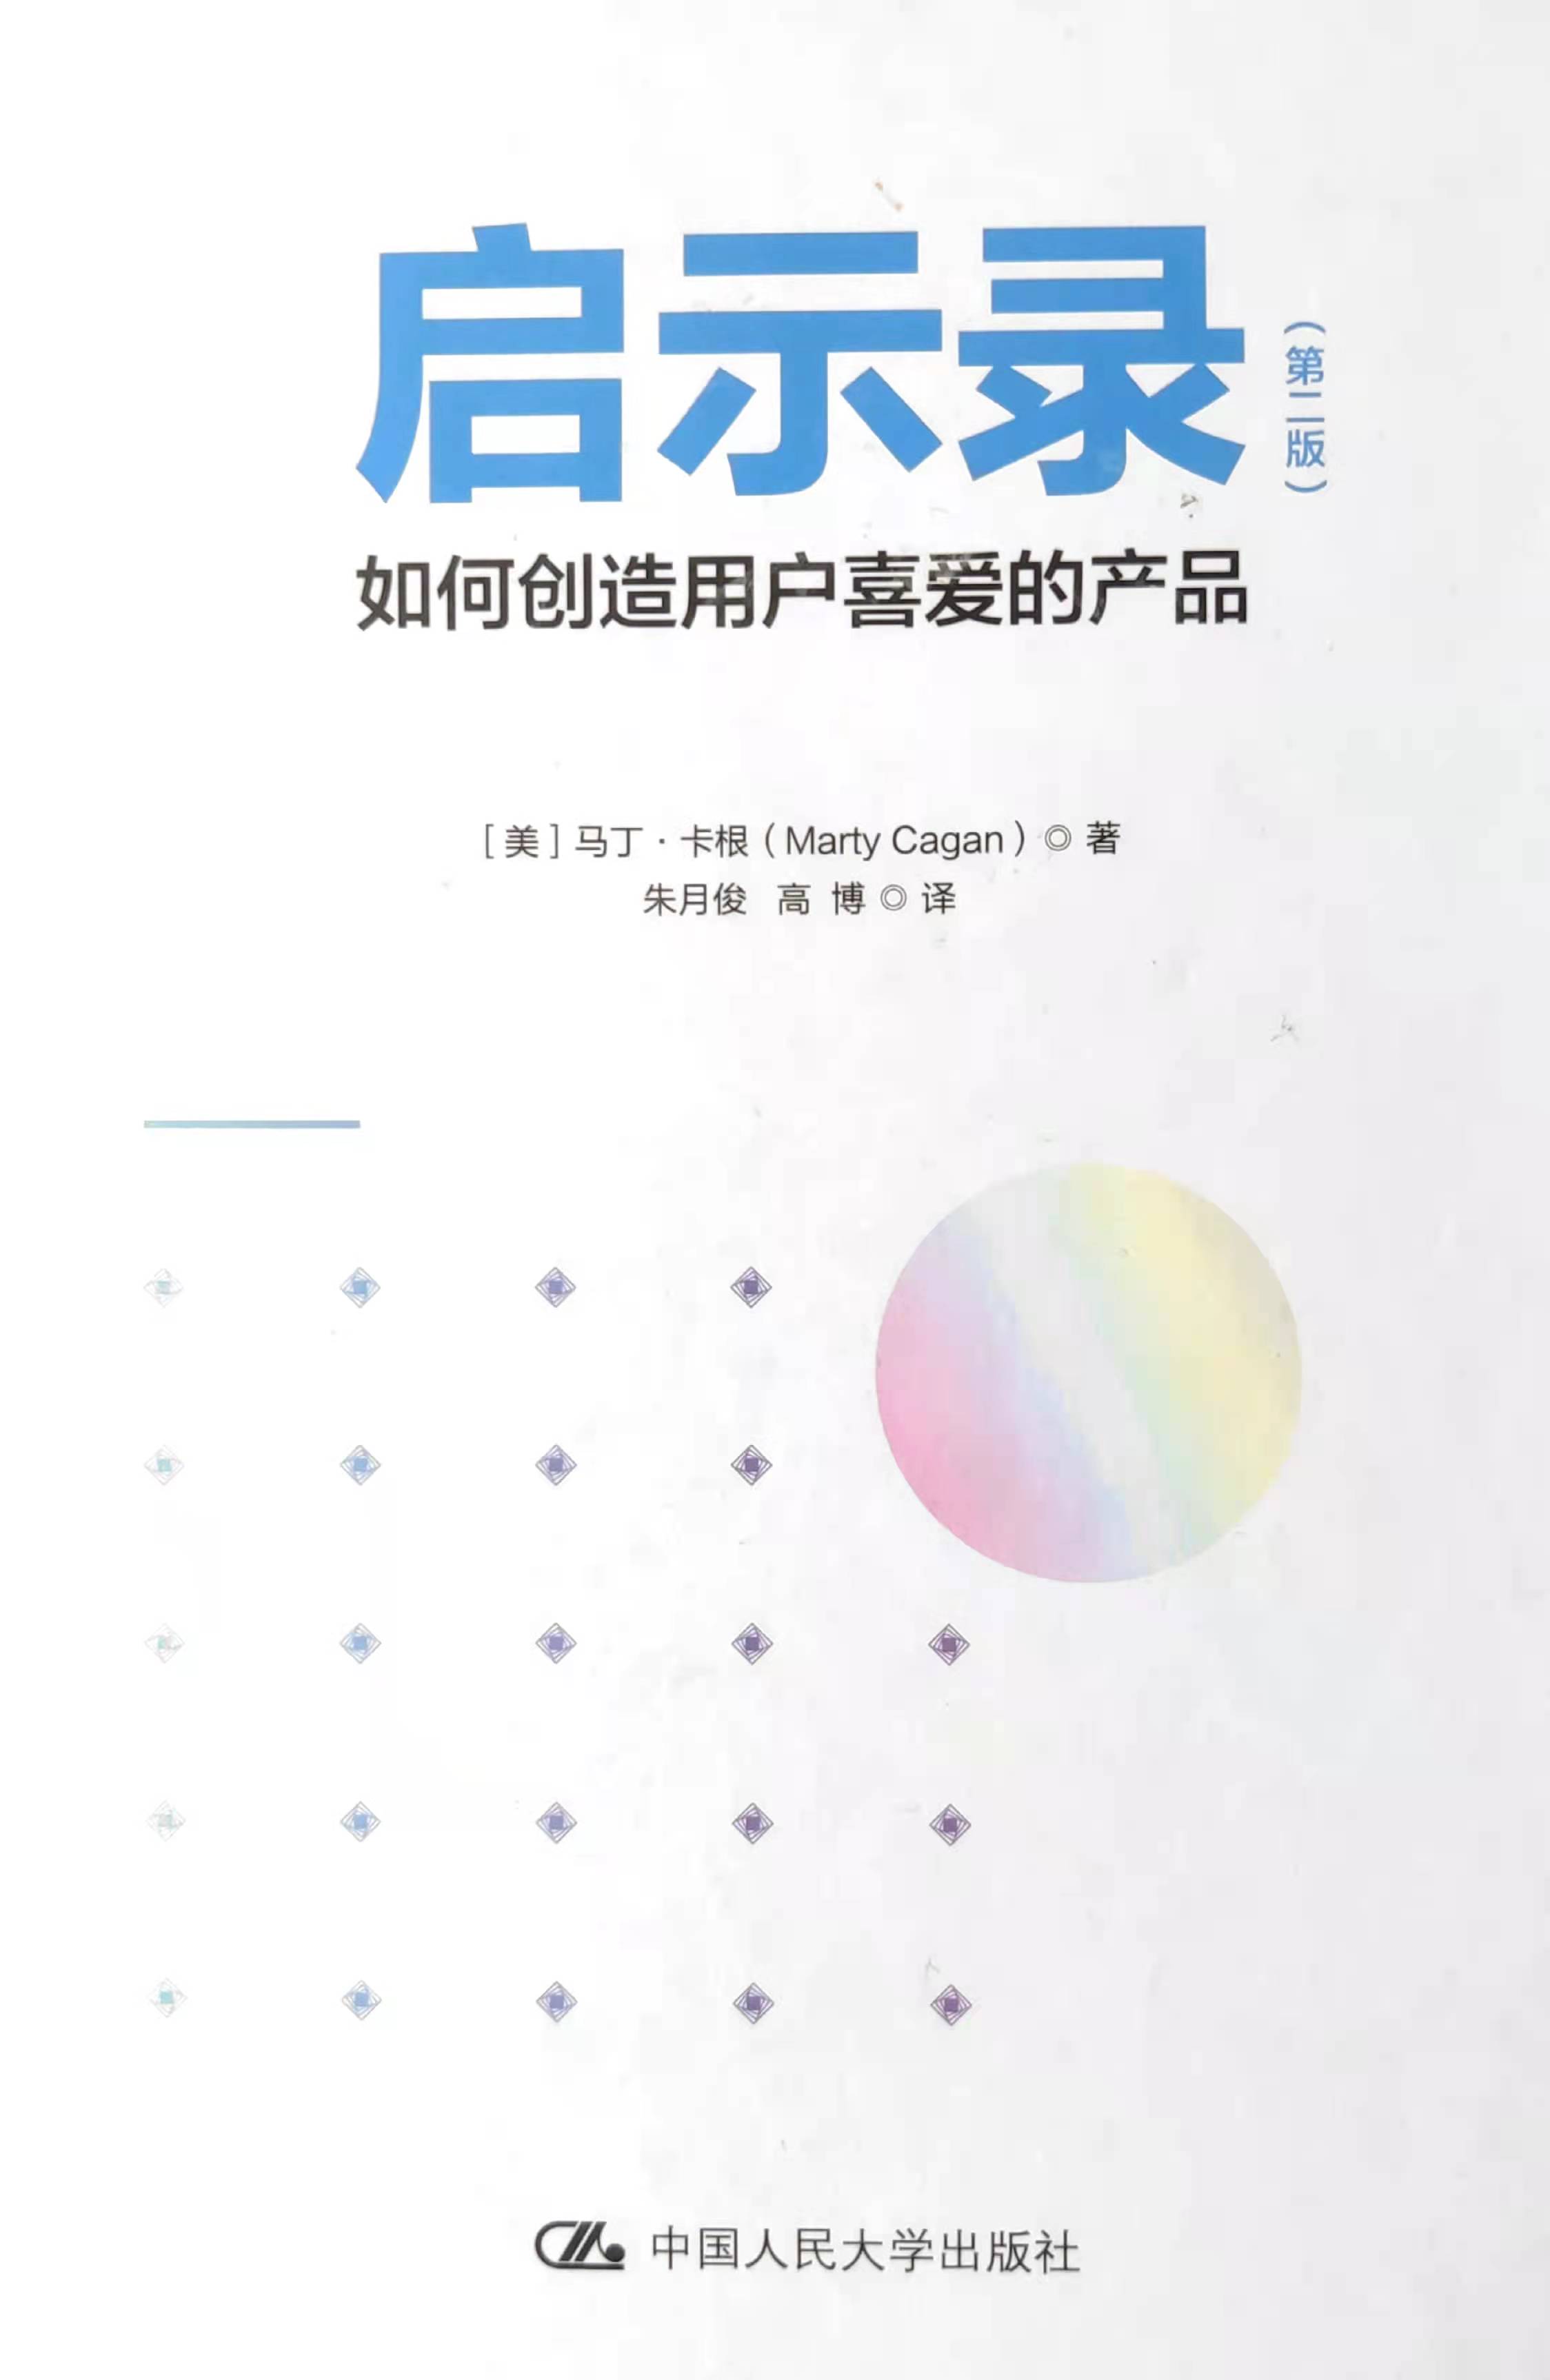 启示录
（第二版）
如何创造用户喜爱的产品
［美］马丁·卡根（Marty Cagan）◎ 著
朱月俊 高 博 ◎ 译
中国人民大学出版社